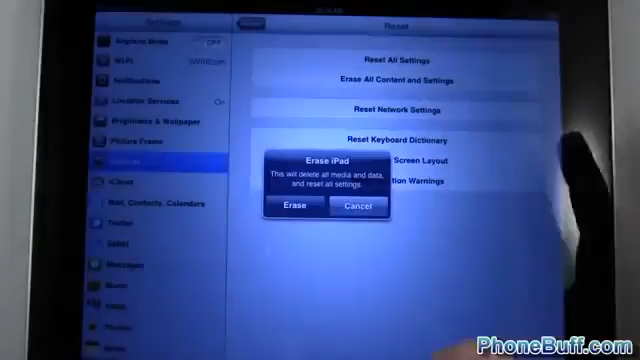 Settings
Reset
Airplane Mode OFF
Wi-Fi
Notifications
Location Services On
Brightness & Wallpaper
Picture Frame
iCloud
Mail, Contacts, Calendars
Twitter
Safari
Messages
Music
Photos
Reset All Settings
Erase All Content and Settings
Reset Network Settings
Reset Keyboard Dictionary
Screen Layout
tion Warnings
Erase iPad
This will delete all media and data,
and reset all settings.
Erase Cancel
PhoneBuff.com